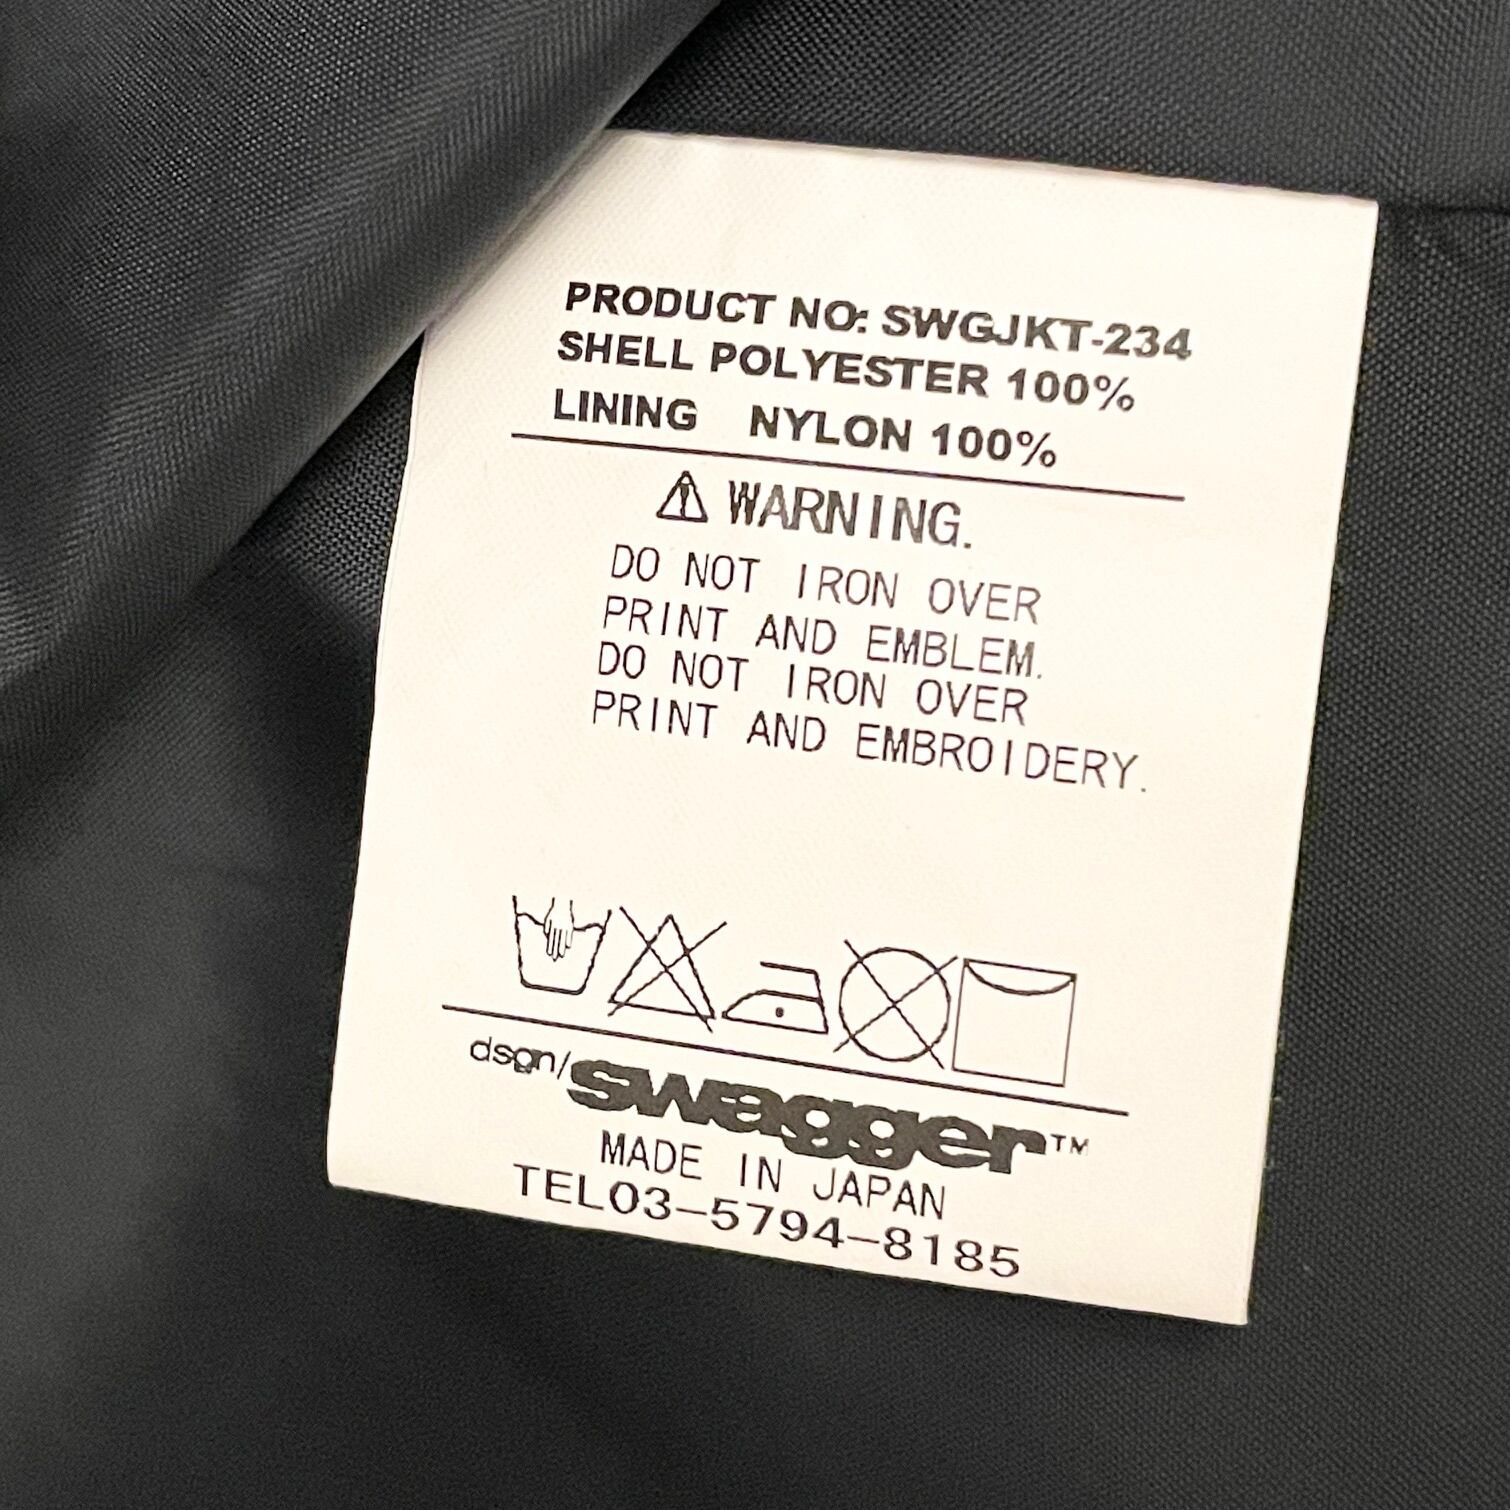 PRODUCT NO: SWGJKT-234
SHELL POLYESTER 100%
LINING NYLON 100%
WARNING.
DO NOT IRON OVER
PRINT AND EMBLEM.
DO NOT IRON OVER
PRINT AND EMBROIDERY.
dsgn/swagger™
MADE IN JAPAN
TEL03-5794-8185